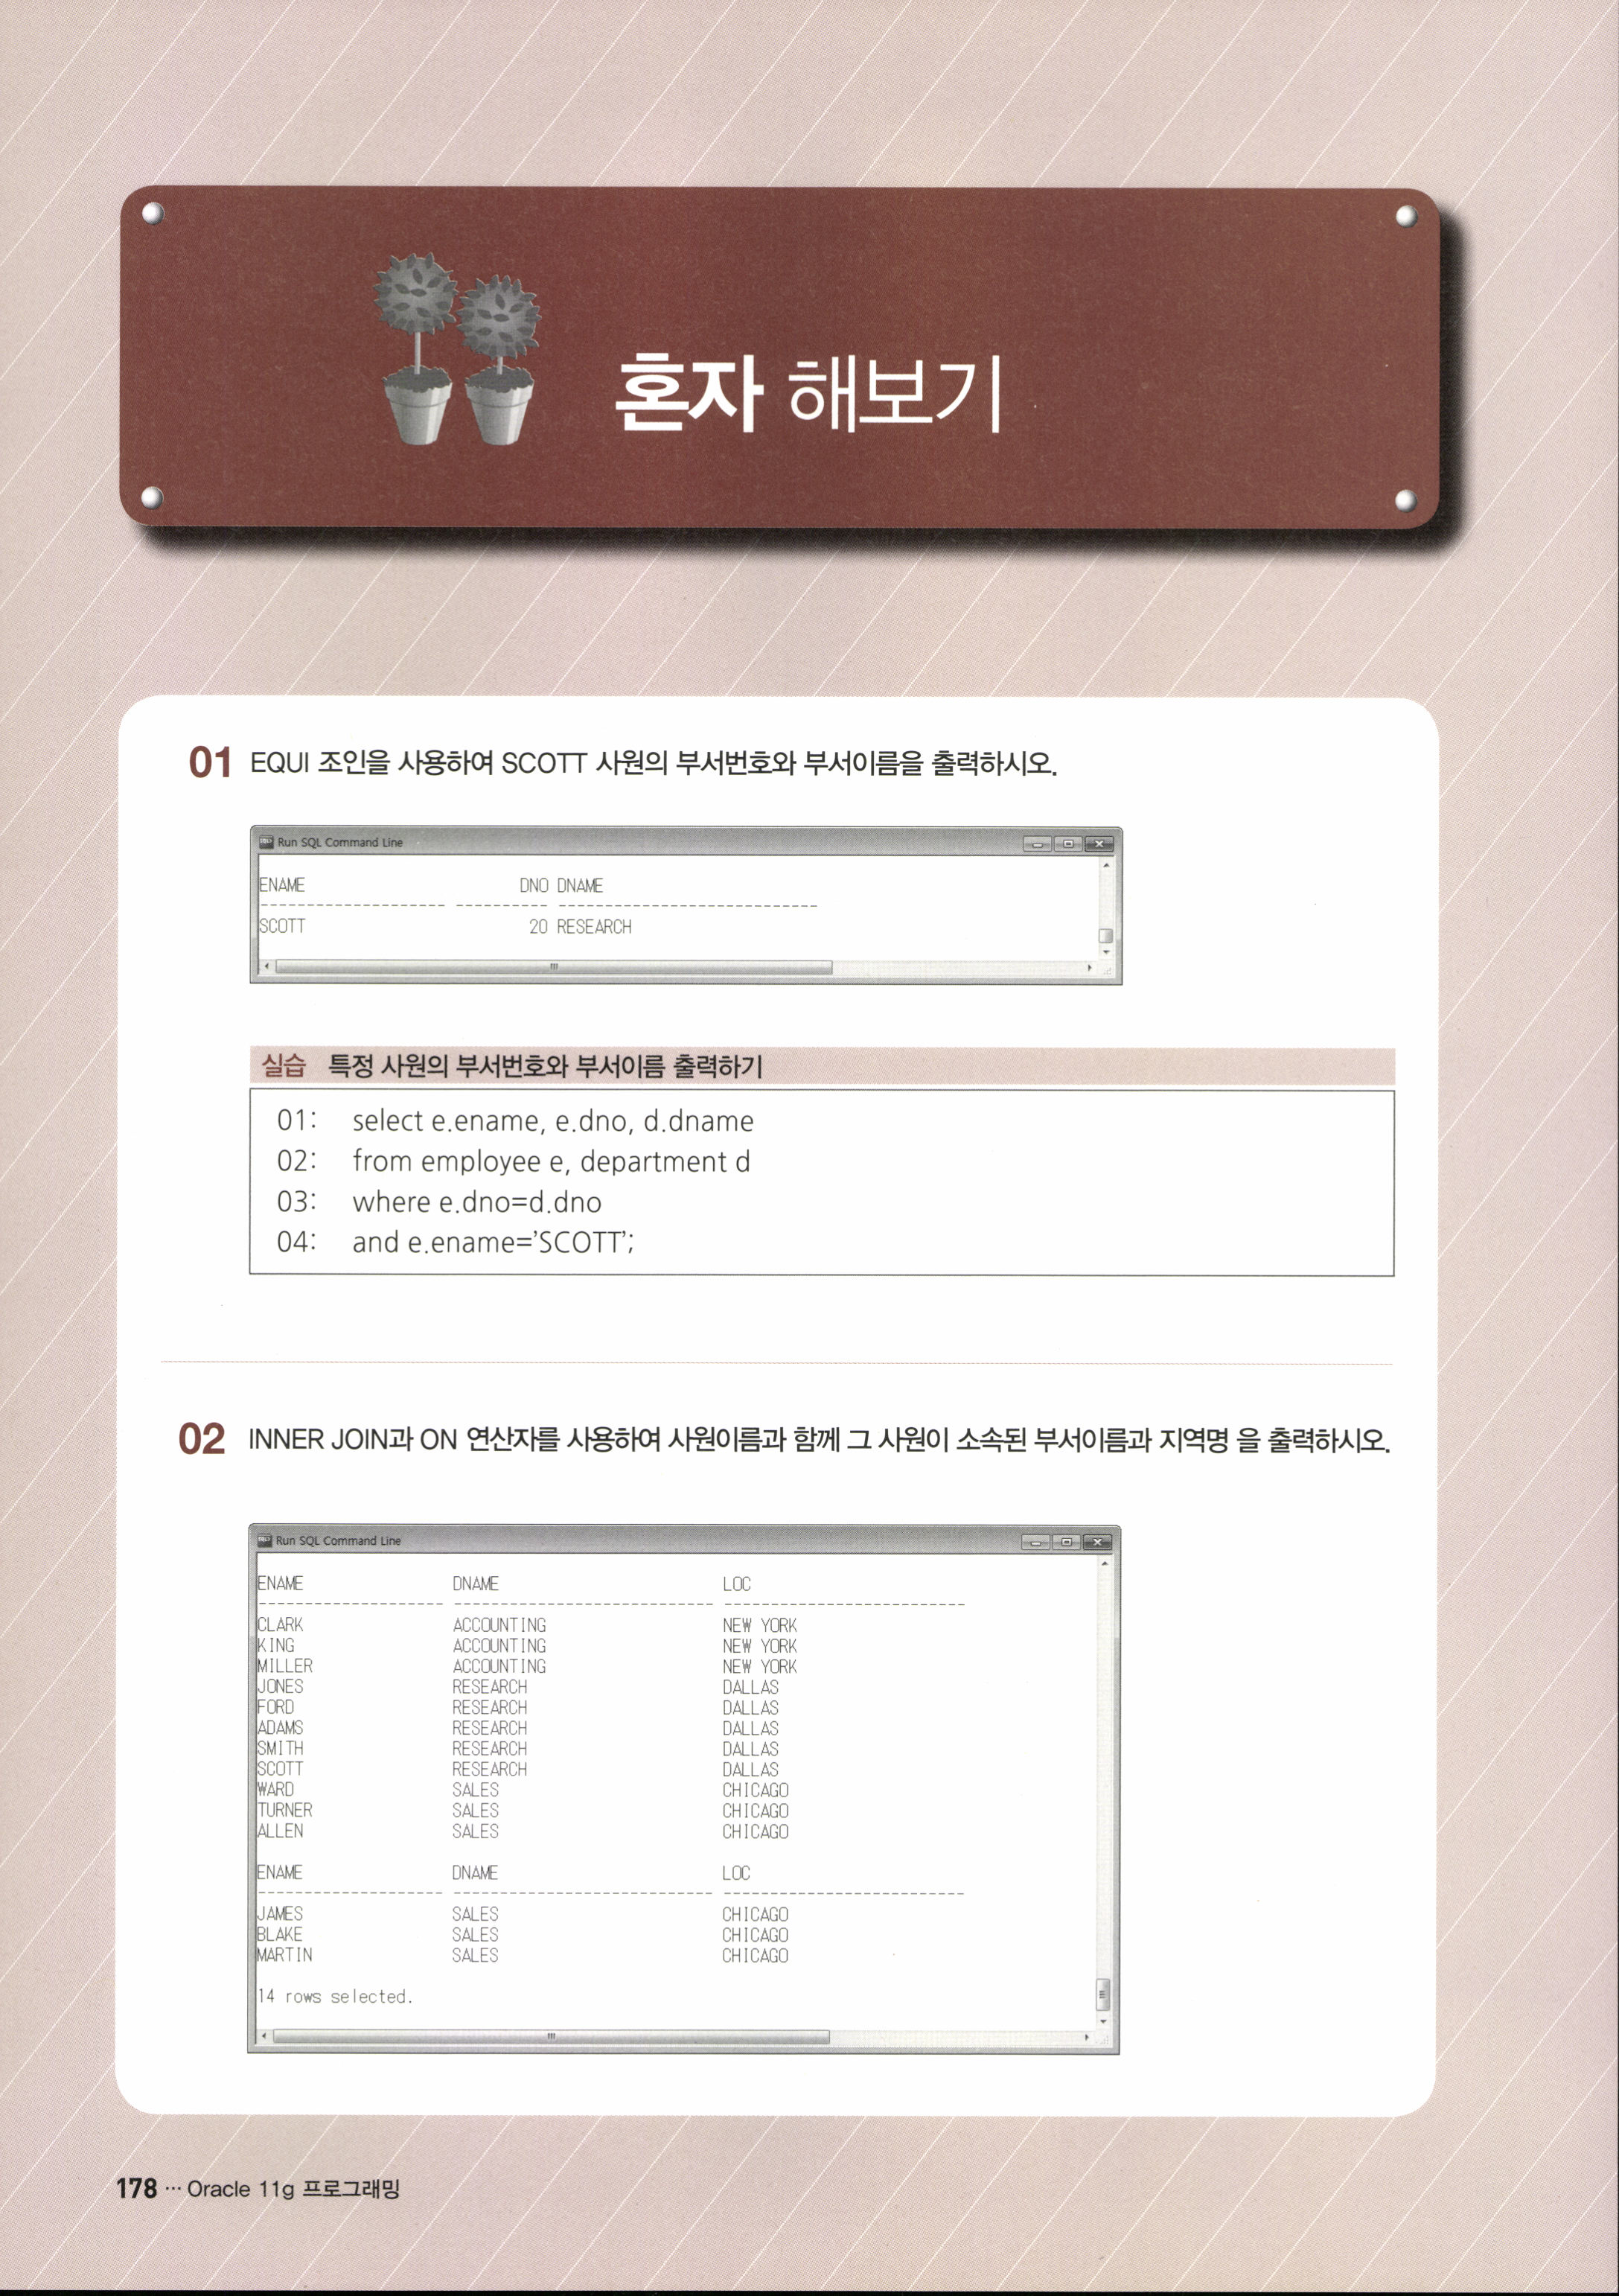 혼자 해보기
01 EQUI 조인을 사용하여 SCOTT 사원의 부서번호와 부서이름을 출력하시오.
Run SQL Command Line
ENAME DNO DNAME
-------------------- ---------- ----------------------------
SCOTT 20 RESEARCH
실습 특정 사원의 부서번호와 부서이름 출력하기
01: select e.ename, e.dno, d.dname
02: from employee e, department d
03: where e.dno=d.dno
04: and e.ename=’SCOTT’;
02 INNER JOIN과 ON 연산자를 사용하여 사원이름과 함께 그 사원이 소속된 부서이름과 지역명 을 출력하시오.
Run SQL Command Line
ENAME DNAME LOC
-------------------- ---------------------------- --------------------------
CLARK ACCOUNTING NEW YORK
KING ACCOUNTING NEW YORK
MILLER ACCOUNTING NEW YORK
JONES RESEARCH DALLAS
FORD RESEARCH DALLAS
ADAMS RESEARCH DALLAS
SMITH RESEARCH DALLAS
SCOTT RESEARCH DALLAS
WARD SALES CHICAGO
TURNER SALES CHICAGO
ALLEN SALES CHICAGO
ENAME DNAME LOC
-------------------- ---------------------------- --------------------------
JAMES SALES CHICAGO
BLAKE SALES CHICAGO
MARTIN SALES CHICAGO
14 rows selected.
178 ··· Oracle 11g 프로그래밍